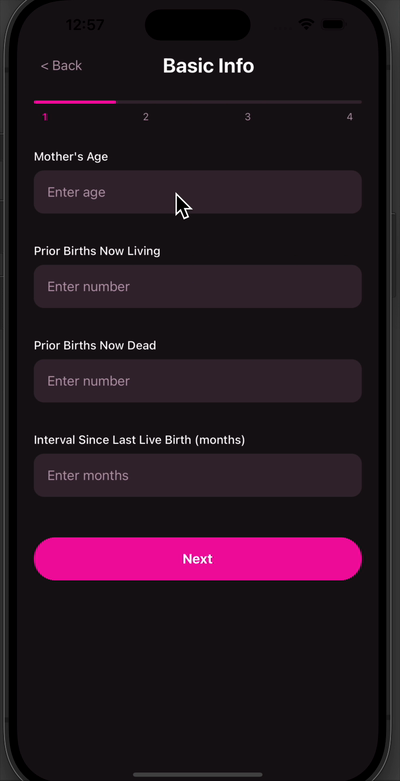 12:57
< Back
Basic Info
1 2 3 4
Mother's Age
Enter age
Prior Births Now Living
Enter number
Prior Births Now Dead
Enter number
Interval Since Last Live Birth (months)
Enter months
Next